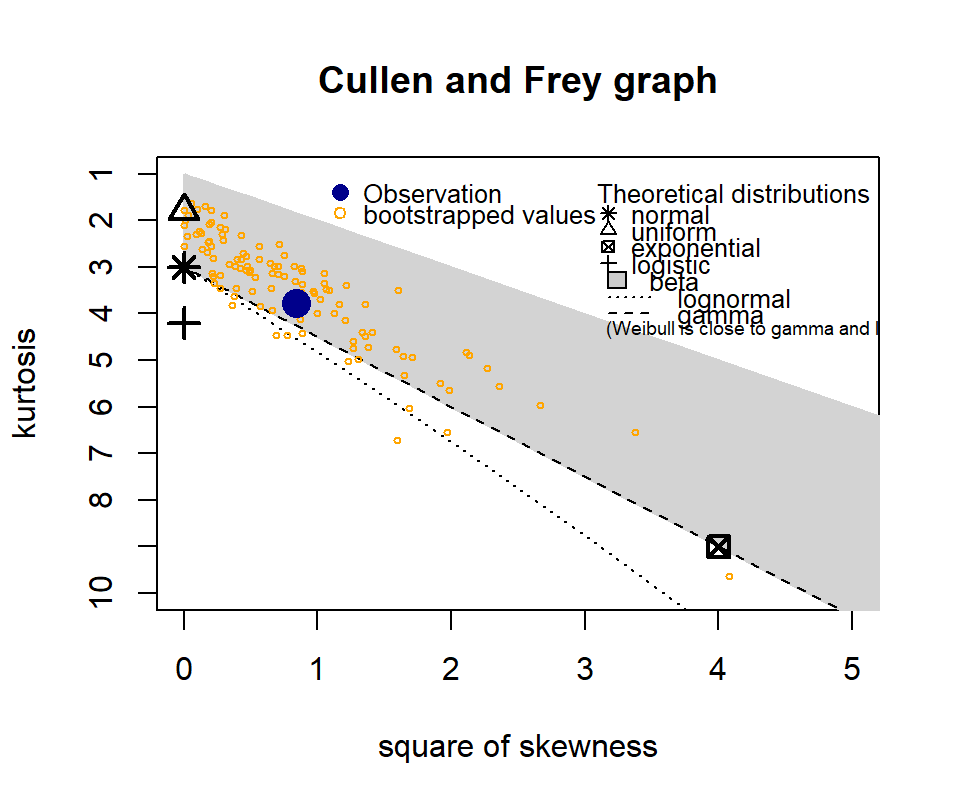 Cullen and Frey graph
Observation
bootstrapped values
Theoretical distributions
normal
uniform
exponential
logistic
beta
lognormal
gamma
(Weibull is close to gamma and l
kurtosis
1
2
3
4
5
6
7
8
10
0 1 2 3 4 5
square of skewness